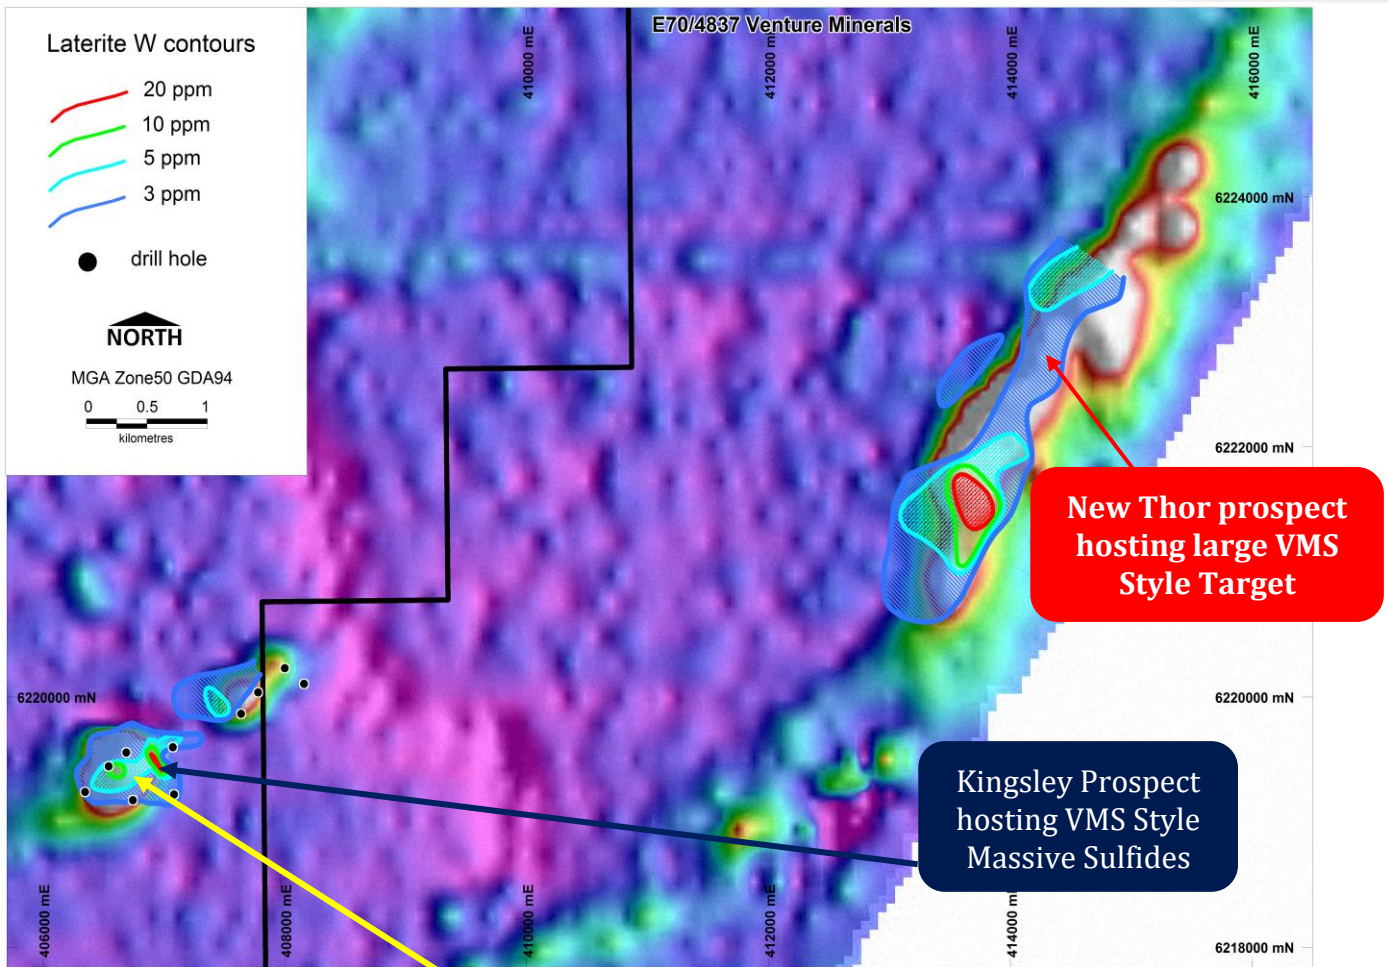 E70/4837 Venture Minerals
Laterite W contours
20 ppm
10 ppm
5 ppm
3 ppm
drill hole
NORTH
MGA Zone50 GDA94
0 0.5 1
kilometres
410000 mE
412000 mE
414000 mE
416000 mE
6224000 mN
6222000 mN
New Thor prospect
hosting large VMS
Style Target
6220000 mN
6220000 mN
Kingsley Prospect
hosting VMS Style
Massive Sulfides
406000 mE
408000 mE
410000 mE
412000 mE
414000 mE
6218000 mN